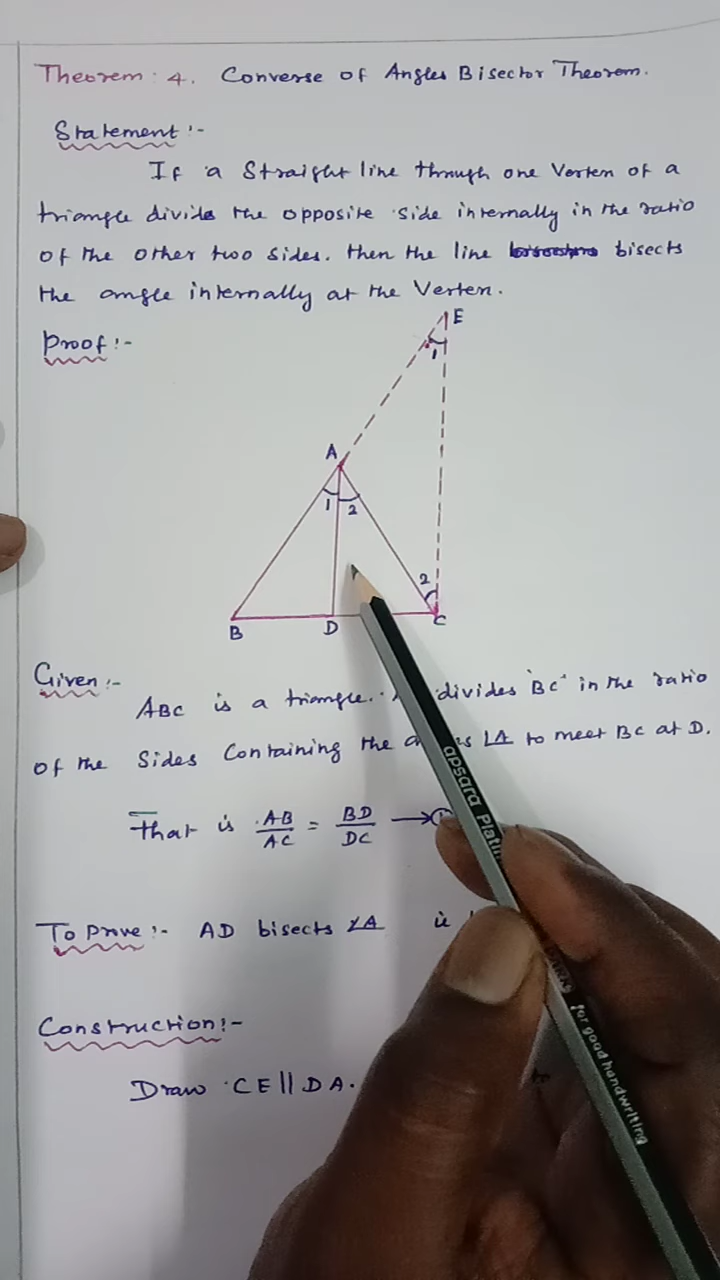 Theorem : 4. Converse of Angles Bisector Theorem.
Statement :-
If a Straight line through one Vertex of a
triangle divide the opposite side internally in the ratio
of the other two sides. then the line bisects
the angle internally at the Vertex.
Proof :-
E
1
A
1 2
2
B D C
Given :-
ABC is a triangle. divides BC in the ratio
of the Sides Containing the ∠A to meet BC at D.
That is AB/AC = BD/DC →
To Prove :- AD bisects ∠A ie
Construction :-
Draw CE || DA.
apsara Platin
for good handwriting